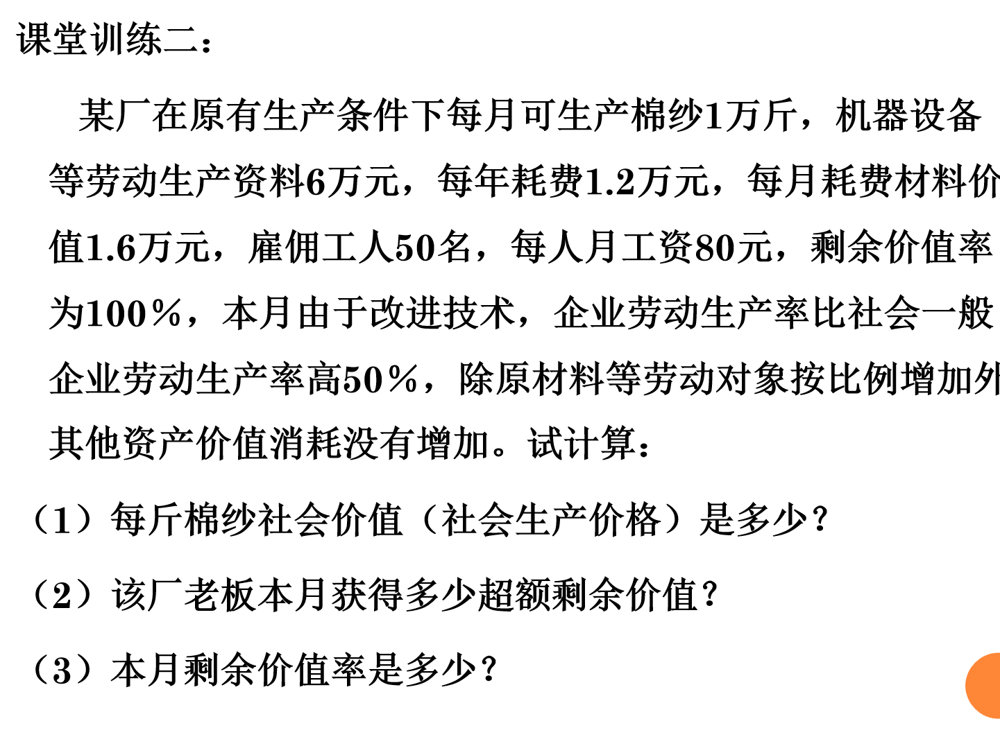 课堂训练二：
某厂在原有生产条件下每月可生产棉纱1万斤，机器设备
等劳动生产资料6万元，每年耗费1.2万元，每月耗费材料价
值1.6万元，雇佣工人50名，每人月工资80元，剩余价值率
为100％，本月由于改进技术，企业劳动生产率比社会一般
企业劳动生产率高50％，除原材料等劳动对象按比例增加外
其他资产价值消耗没有增加。试计算：
（1）每斤棉纱社会价值（社会生产价格）是多少？
（2）该厂老板本月获得多少超额剩余价值？
（3）本月剩余价值率是多少？